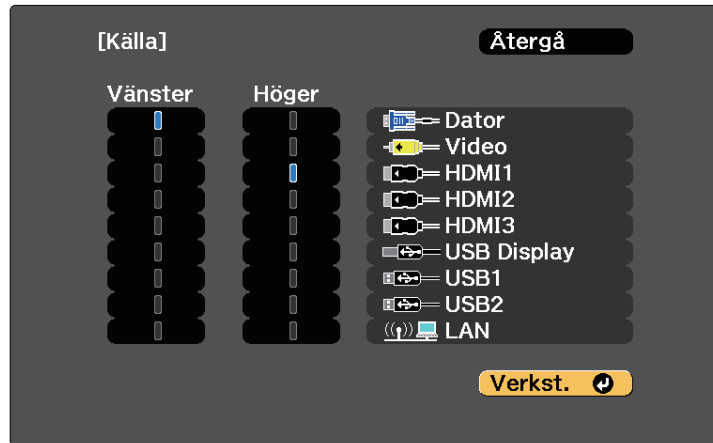 [Källa]
Återgå
Vänster Höger
Dator
Video
HDMI1
HDMI2
HDMI3
USB Display
USB1
USB2
LAN
Verkst.